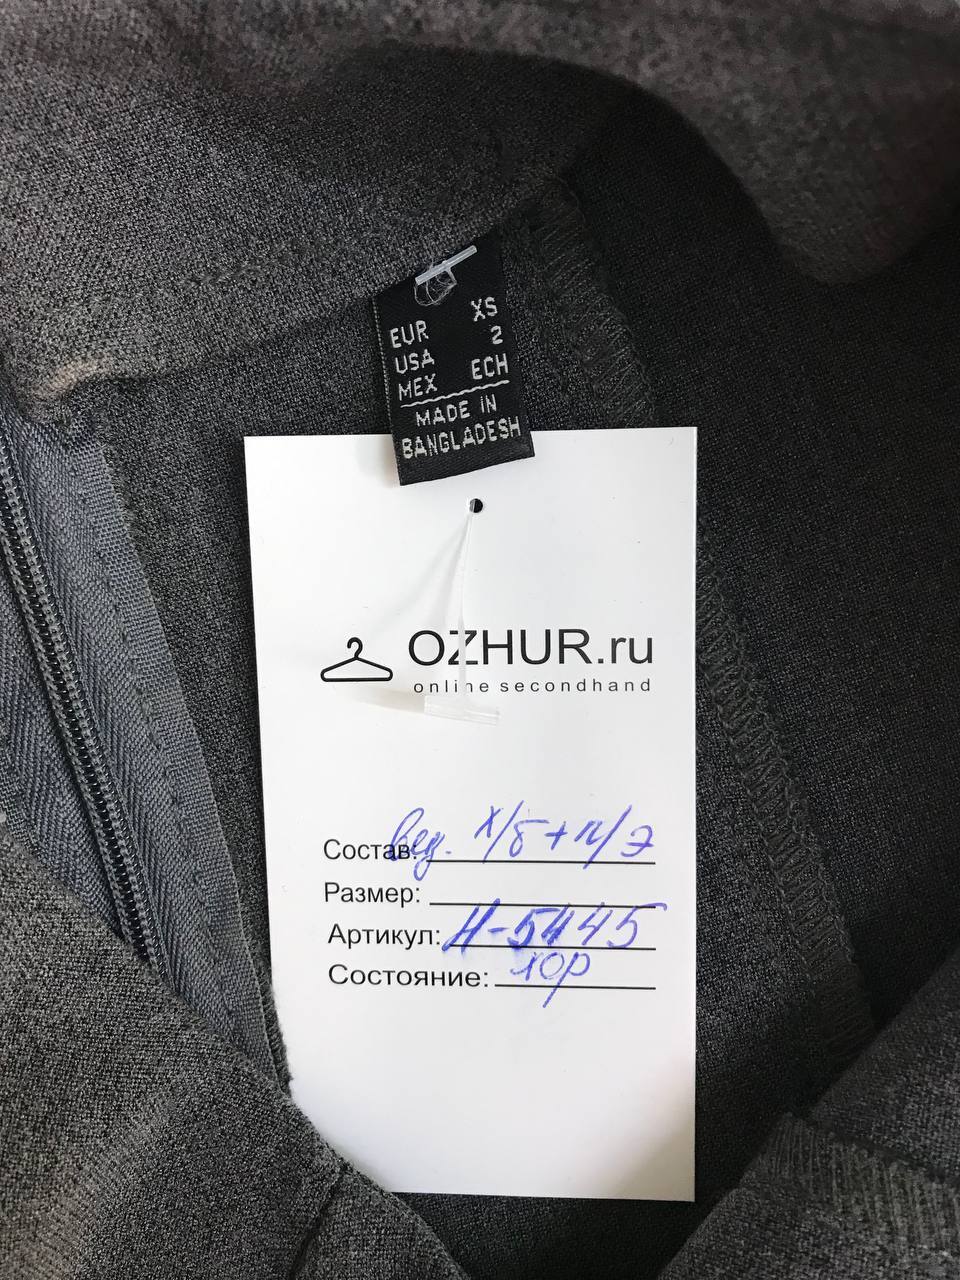 EUR XS
USA 2
MEX ECH
MADE IN
BANGLADESH
OZHUR.ru
online secondhand
Состав: х/б + п/э
Размер:
Артикул: Н-5445
Состояние: хор